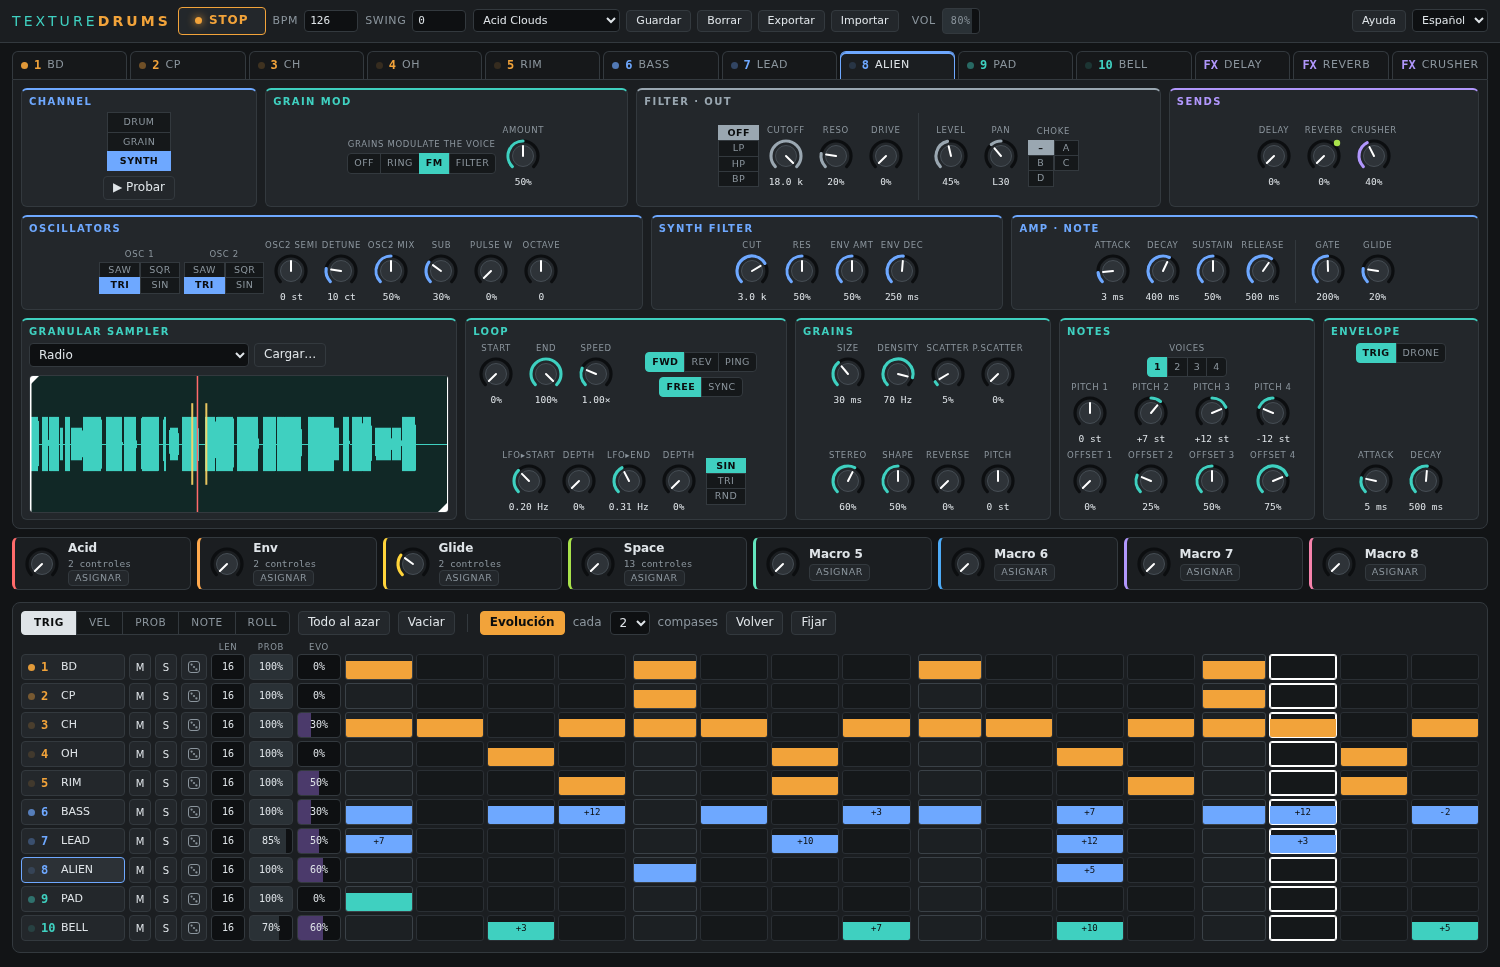 TEXTUREDRUMS STOP BPM 126 SWING 0 Acid Clouds Guardar Borrar Exportar Importar VOL 80% Ayuda Español
1 BD 2 CP 3 CH 4 OH 5 RIM 6 BASS 7 LEAD 8 ALIEN 9 PAD 10 BELL FX DELAY FX REVERB FX CRUSHER
CHANNEL
DRUM
GRAIN
SYNTH
▶ Probar
GRAIN MOD
GRAINS MODULATE THE VOICE
OFF RING FM FILTER
AMOUNT
50%
FILTER · OUT
OFF
LP
HP
BP
CUTOFF RESO DRIVE
18.0 k 20% 0%
LEVEL PAN
45% L30
CHOKE
– A
B C
D
SENDS
DELAY REVERB CRUSHER
0% 0% 40%
OSCILLATORS
OSC 1 OSC 2
SAW SQR SAW SQR
TRI SIN TRI SIN
OSC2 SEMI DETUNE OSC2 MIX SUB PULSE W OCTAVE
0 st 10 ct 50% 30% 0% 0
SYNTH FILTER
CUT RES ENV AMT ENV DEC
3.0 k 50% 50% 250 ms
AMP · NOTE
ATTACK DECAY SUSTAIN RELEASE GATE GLIDE
3 ms 400 ms 50% 500 ms 200% 20%
GRANULAR SAMPLER
Radio Cargar…
LOOP
START END SPEED
0% 100% 1.00×
FWD REV PING
FREE SYNC
LFO▸START DEPTH LFO▸END DEPTH
0.20 Hz 0% 0.31 Hz 0%
SIN
TRI
RND
GRAINS
SIZE DENSITY SCATTER P.SCATTER
30 ms 70 Hz 5% 0%
STEREO SHAPE REVERSE PITCH
60% 50% 0% 0 st
NOTES
VOICES
1 2 3 4
PITCH 1 PITCH 2 PITCH 3 PITCH 4
0 st +7 st +12 st -12 st
OFFSET 1 OFFSET 2 OFFSET 3 OFFSET 4
0% 25% 50% 75%
ENVELOPE
TRIG DRONE
ATTACK DECAY
5 ms 500 ms
Acid
2 controles
ASIGNAR
Env
2 controles
ASIGNAR
Glide
2 controles
ASIGNAR
Space
13 controles
ASIGNAR
Macro 5
ASIGNAR
Macro 6
ASIGNAR
Macro 7
ASIGNAR
Macro 8
ASIGNAR
TRIG VEL PROB NOTE ROLL Todo al azar Vaciar Evolución cada 2 compases Volver Fijar
LEN PROB EVO
1 BD M S 16 100% 0%
2 CP M S 16 100% 0%
3 CH M S 16 100% 30%
4 OH M S 16 100% 0%
5 RIM M S 16 100% 50%
6 BASS M S 16 100% 30% +12 +3 +7 +12 -2
7 LEAD M S 16 85% 50% +7 +10 +12 +3
8 ALIEN M S 16 100% 60% +5
9 PAD M S 16 100% 0%
10 BELL M S 16 70% 60% +3 +7 +10 +5